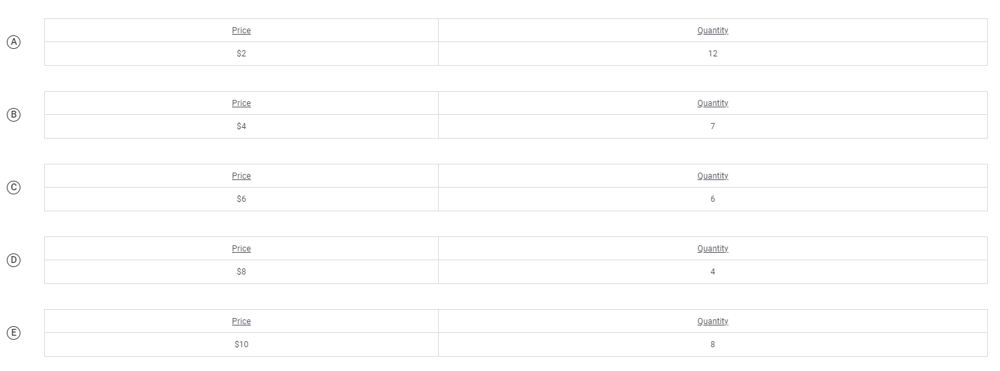 Price Quantity
A
$2 12
Price Quantity
B
$4 7
Price Quantity
C
$6 6
Price Quantity
D
$8 4
Price Quantity
E
$10 8